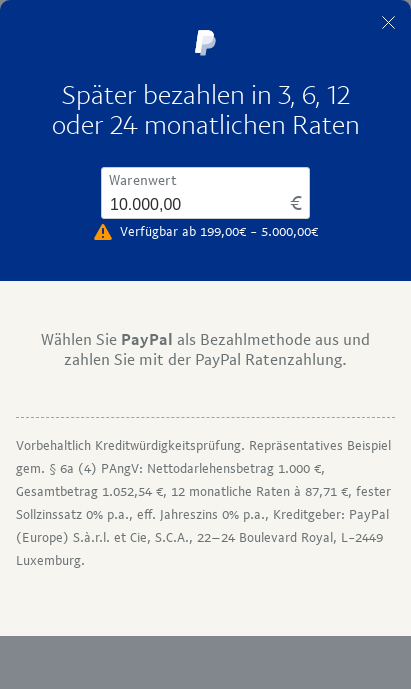 Später bezahlen in 3, 6, 12
oder 24 monatlichen Raten
Warenwert
10.000,00 €
Verfügbar ab 199,00€ - 5.000,00€
Wählen Sie PayPal als Bezahlmethode aus und
zahlen Sie mit der PayPal Ratenzahlung.
Vorbehaltlich Kreditwürdigkeitsprüfung. Repräsentatives Beispiel
gem. § 6a (4) PAngV: Nettodarlehensbetrag 1.000 €,
Gesamtbetrag 1.052,54 €, 12 monatliche Raten à 87,71 €, fester
Sollzinssatz 0% p.a., eff. Jahreszins 0% p.a., Kreditgeber: PayPal
(Europe) S.à.r.l. et Cie, S.C.A., 22–24 Boulevard Royal, L-2449
Luxemburg.